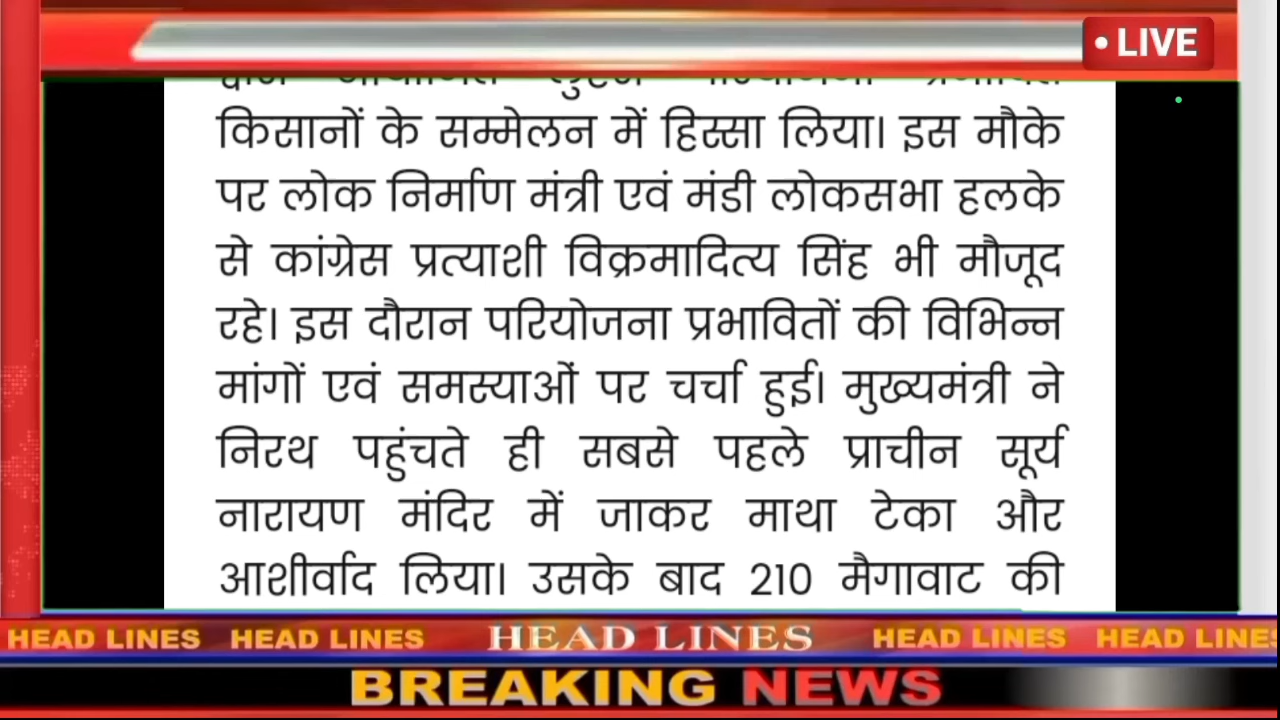 • LIVE
किसानों के सम्मेलन में हिस्सा लिया। इस मौके
पर लोक निर्माण मंत्री एवं मंडी लोकसभा हलके
से कांग्रेस प्रत्याशी विक्रमादित्य सिंह भी मौजूद
रहे। इस दौरान परियोजना प्रभावितों की विभिन्न
मांगों एवं समस्याओं पर चर्चा हुई। मुख्यमंत्री ने
निरथ पहुंचते ही सबसे पहले प्राचीन सूर्य
नारायण मंदिर में जाकर माथा टेका और
आशीर्वाद लिया। उसके बाद 210 मैगावाट की
HEAD LINES HEAD LINES HEAD LINES HEAD LINES HEAD LINES
BREAKING NEWS